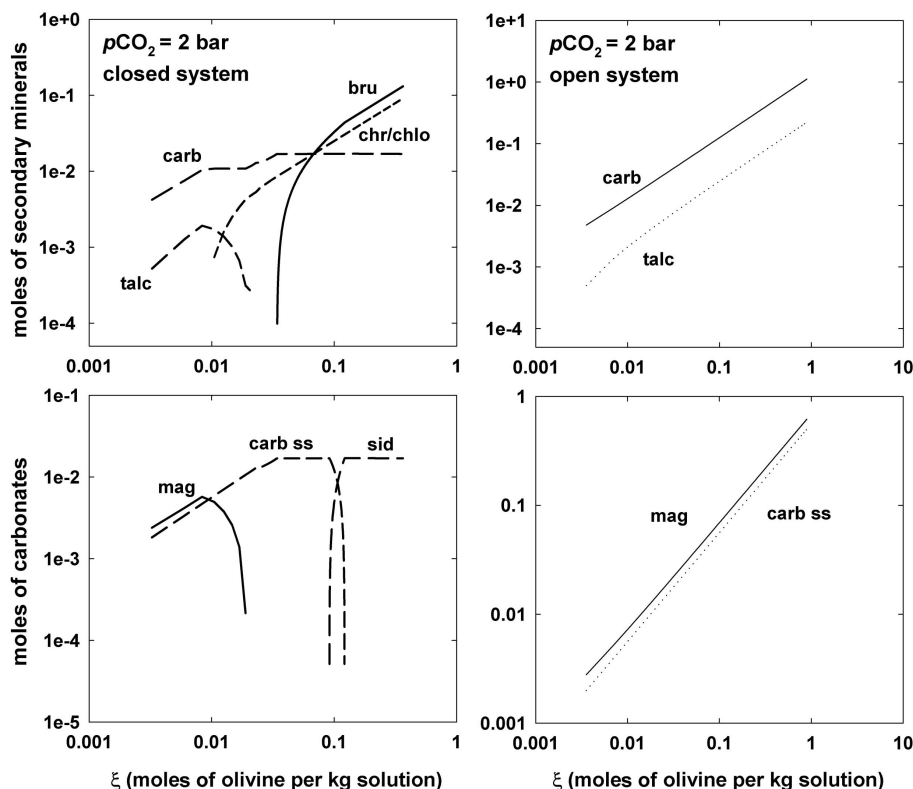 pCO2 = 2 bar
closed system
moles of secondary minerals
1e+0
1e-1
1e-2
1e-3
1e-4
carb
talc
bru
chr/chlo
0.001
0.01
0.1
1
pCO2 = 2 bar
open system
1e+1
1e+0
1e-1
1e-2
1e-3
1e-4
carb
talc
0.001
0.01
0.1
1
10
moles of carbonates
1e-1
1e-2
1e-3
1e-4
1e-5
mag
carb ss
sid
0.001
0.01
0.1
1
ξ (moles of olivine per kg solution)
1
0.1
0.01
0.001
mag
carb ss
0.001
0.01
0.1
1
10
ξ (moles of olivine per kg solution)